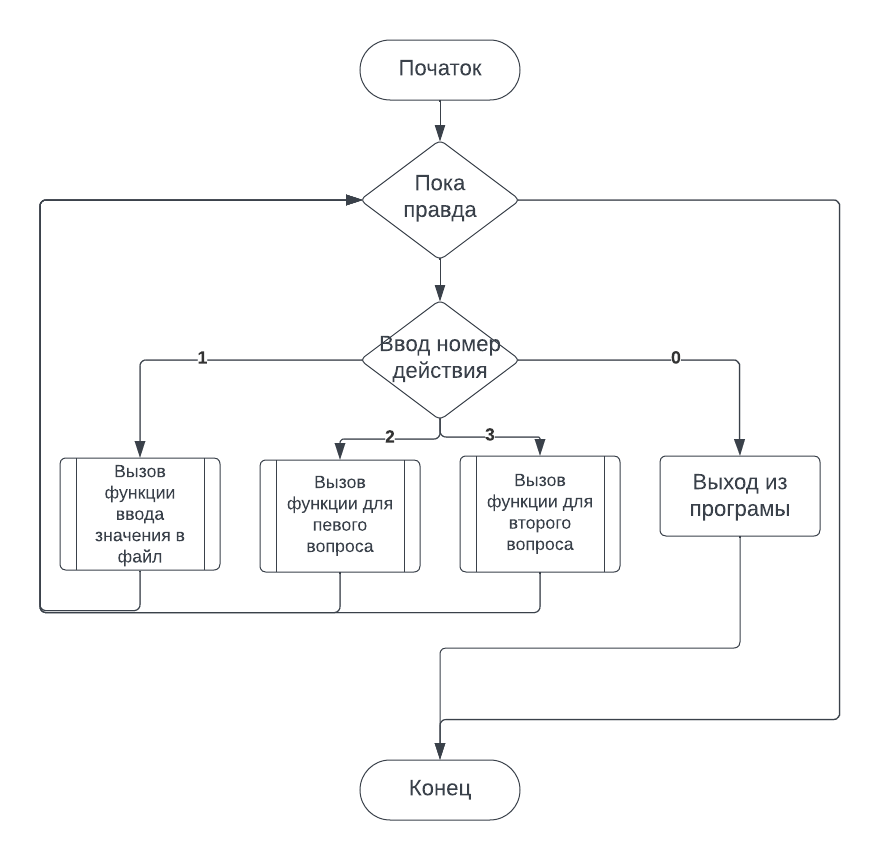 Початок
Пока
правда
Ввод номер
действия
1
0
2
3
Вызов
функции
ввода
значения в
файл
Вызов
функции для
певого
вопроса
Вызов
функции для
второго
вопроса
Выход из
програмы
Конец